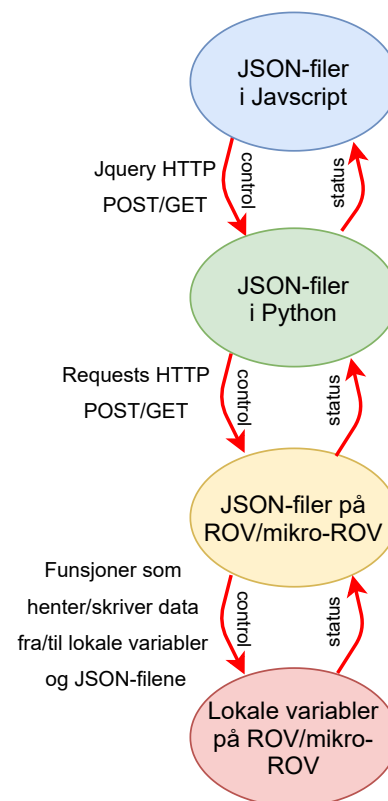 JSON-filer
i Javscript
Jquery HTTP
POST/GET
control
status
JSON-filer
i Python
Requests HTTP
POST/GET
control
status
JSON-filer på
ROV/mikro-ROV
Funsjoner som
henter/skriver data
fra/til lokale variabler
og JSON-filene
control
status
Lokale variabler
på ROV/mikro-
ROV